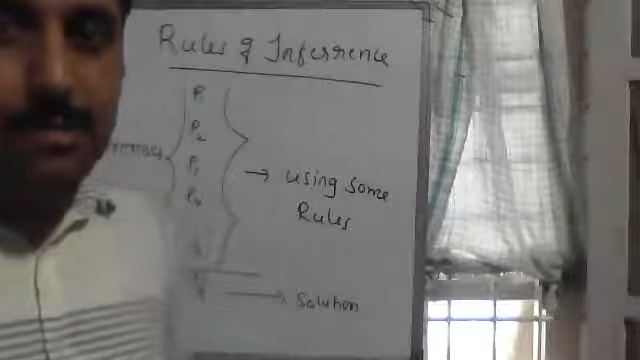 Rules of Inference
P1
P2
P3
P4
→ using some
Rules
→ Solution